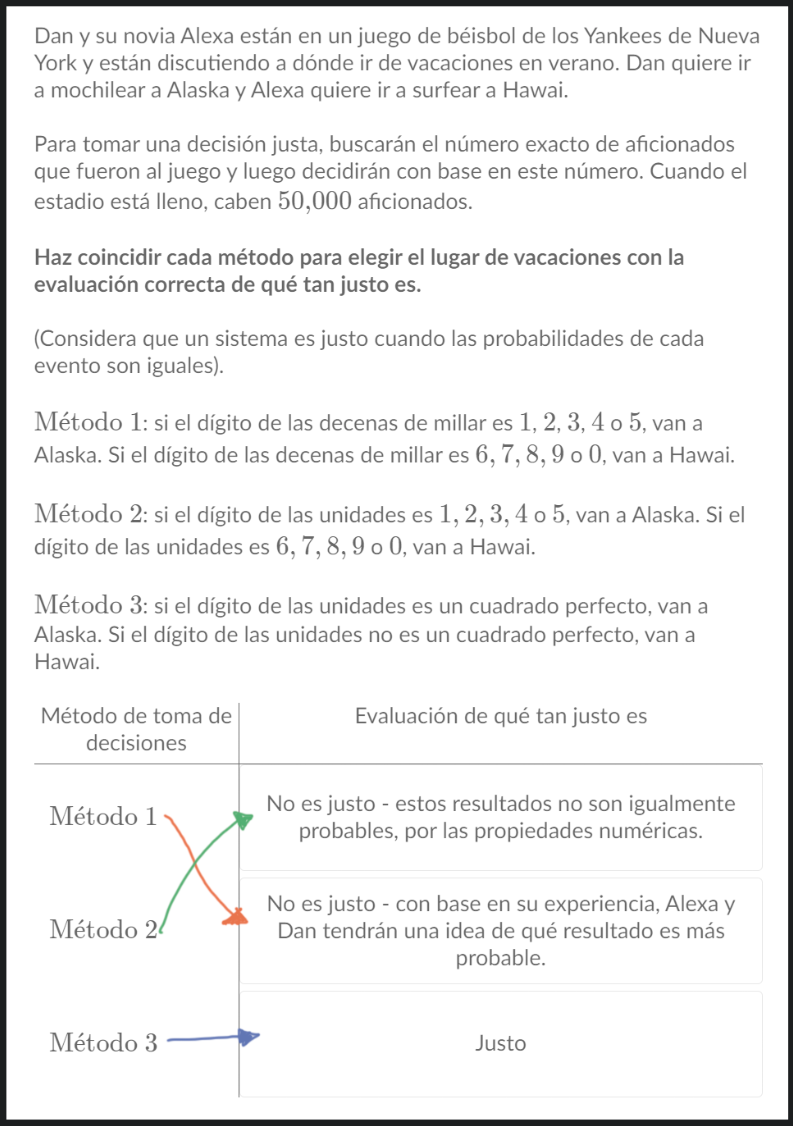 Dan y su novia Alexa están en un juego de béisbol de los Yankees de Nueva
York y están discutiendo a dónde ir de vacaciones en verano. Dan quiere ir
a mochilear a Alaska y Alexa quiere ir a surfear a Hawai.
Para tomar una decisión justa, buscarán el número exacto de aficionados
que fueron al juego y luego decidirán con base en este número. Cuando el
estadio está lleno, caben 50,000 aficionados.
Haz coincidir cada método para elegir el lugar de vacaciones con la
evaluación correcta de qué tan justo es.
(Considera que un sistema es justo cuando las probabilidades de cada
evento son iguales).
Método 1: si el dígito de las decenas de millar es 1, 2, 3, 4 o 5, van a
Alaska. Si el dígito de las decenas de millar es 6, 7, 8, 9 o 0, van a Hawai.
Método 2: si el dígito de las unidades es 1, 2, 3, 4 o 5, van a Alaska. Si el
dígito de las unidades es 6, 7, 8, 9 o 0, van a Hawai.
Método 3: si el dígito de las unidades es un cuadrado perfecto, van a
Alaska. Si el dígito de las unidades no es un cuadrado perfecto, van a
Hawai.
Método de toma de
decisiones
Evaluación de qué tan justo es
Método 1
No es justo - estos resultados no son igualmente
probables, por las propiedades numéricas.
Método 2
No es justo - con base en su experiencia, Alexa y
Dan tendrán una idea de qué resultado es más
probable.
Método 3
Justo